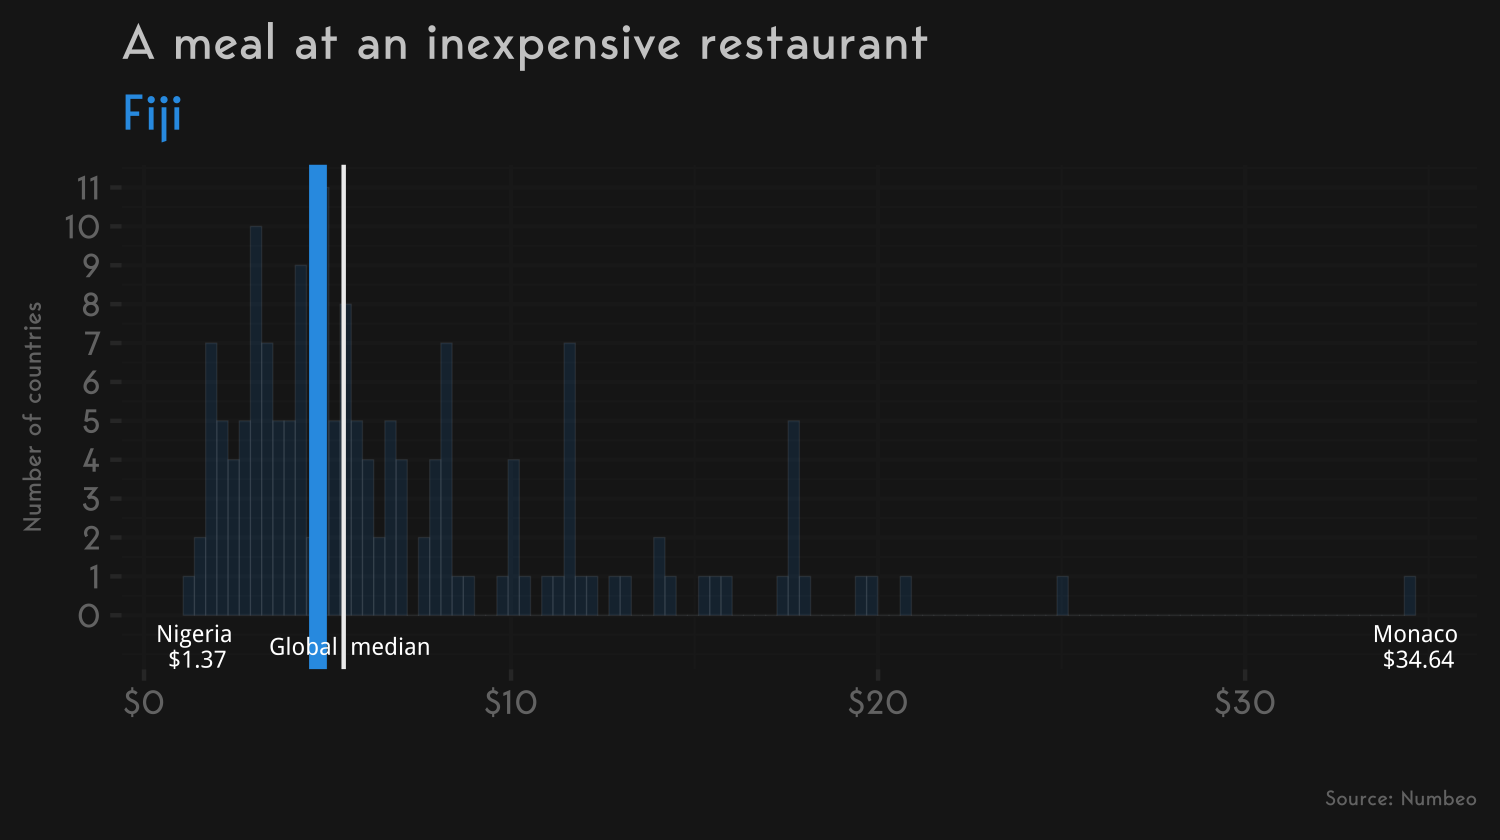 A meal at an inexpensive restaurant
Fiji
Number of countries
11
10
9
8
7
6
5
4
3
2
1
0
Nigeria
$1.37
Global median
Monaco
$34.64
$0 $10 $20 $30
Source: Numbeo